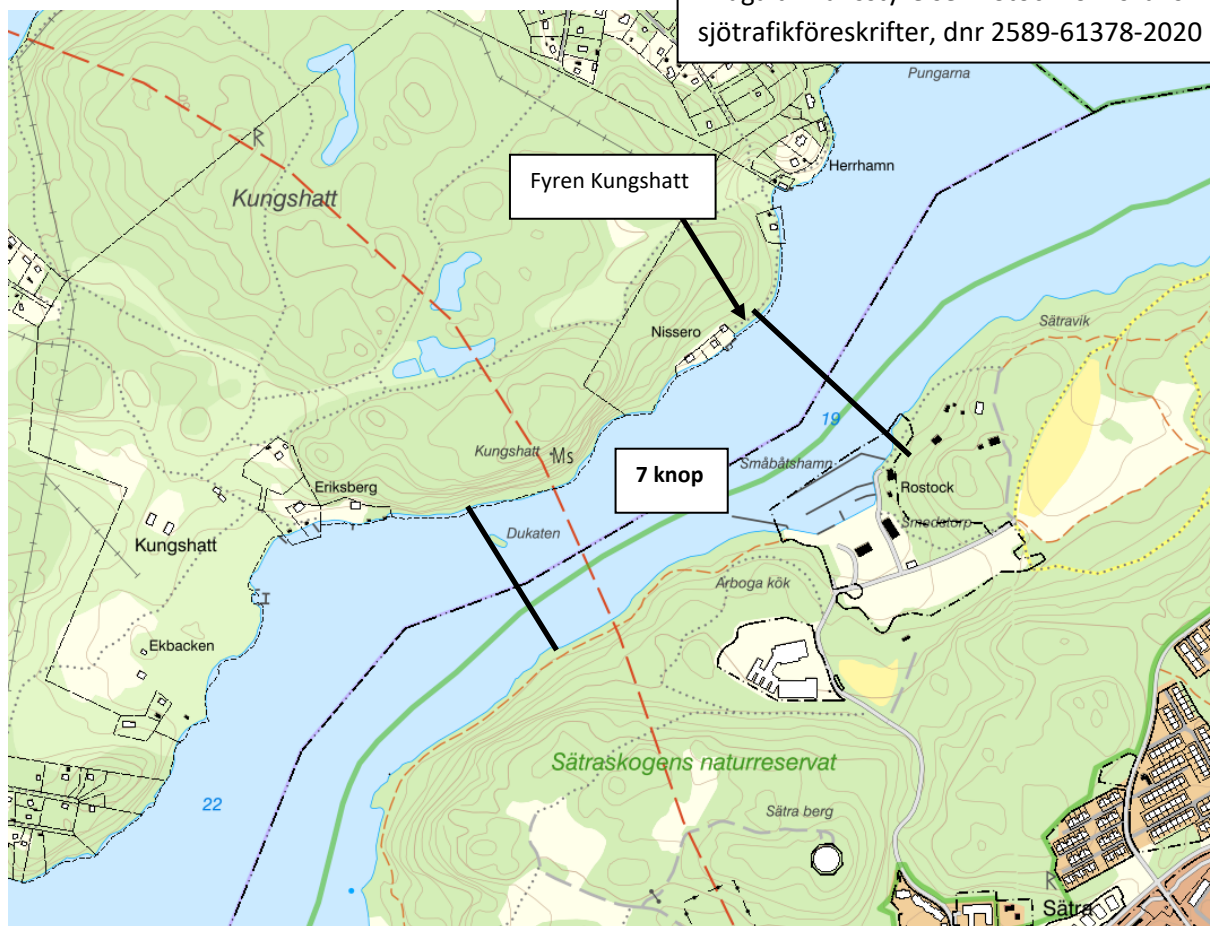 sjötrafikföreskrifter, dnr 2589-61378-2020
Pungarna
Herrhamn
Fyren Kungshatt
R
Kungshatt
Sätravik
Nissero
19
Kungshatt
Ms
Småbåtshamn
7 knop
Eriksberg
Rostock
Dukaten
Smedstorp
Kungshatt
Arboga kök
Ekbacken
Sätraskogens naturreservat
22
Sätra berg
R
Sätra